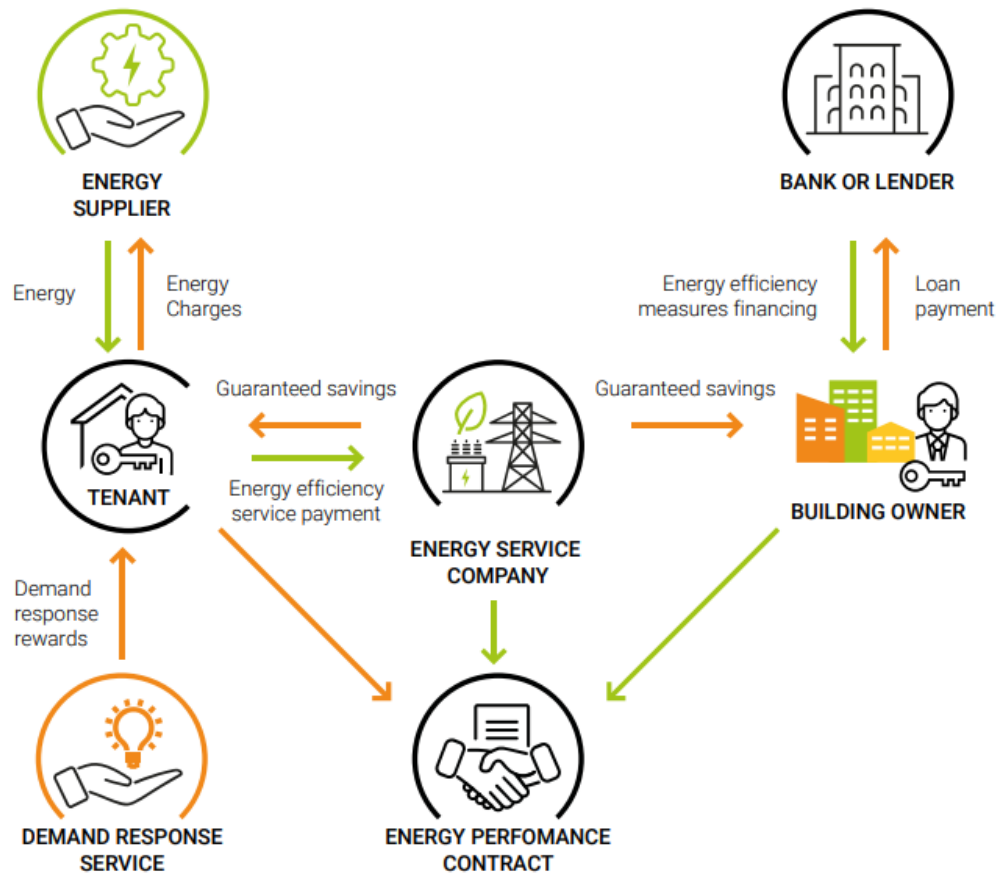 ENERGY
SUPPLIER
BANK OR LENDER
Energy
Energy
Charges
Energy efficiency
measures financing
Loan
payment
Guaranteed savings
Guaranteed savings
TENANT
Energy efficiency
service payment
BUILDING OWNER
ENERGY SERVICE
COMPANY
Demand
response
rewards
DEMAND RESPONSE
SERVICE
ENERGY PERFOMANCE
CONTRACT